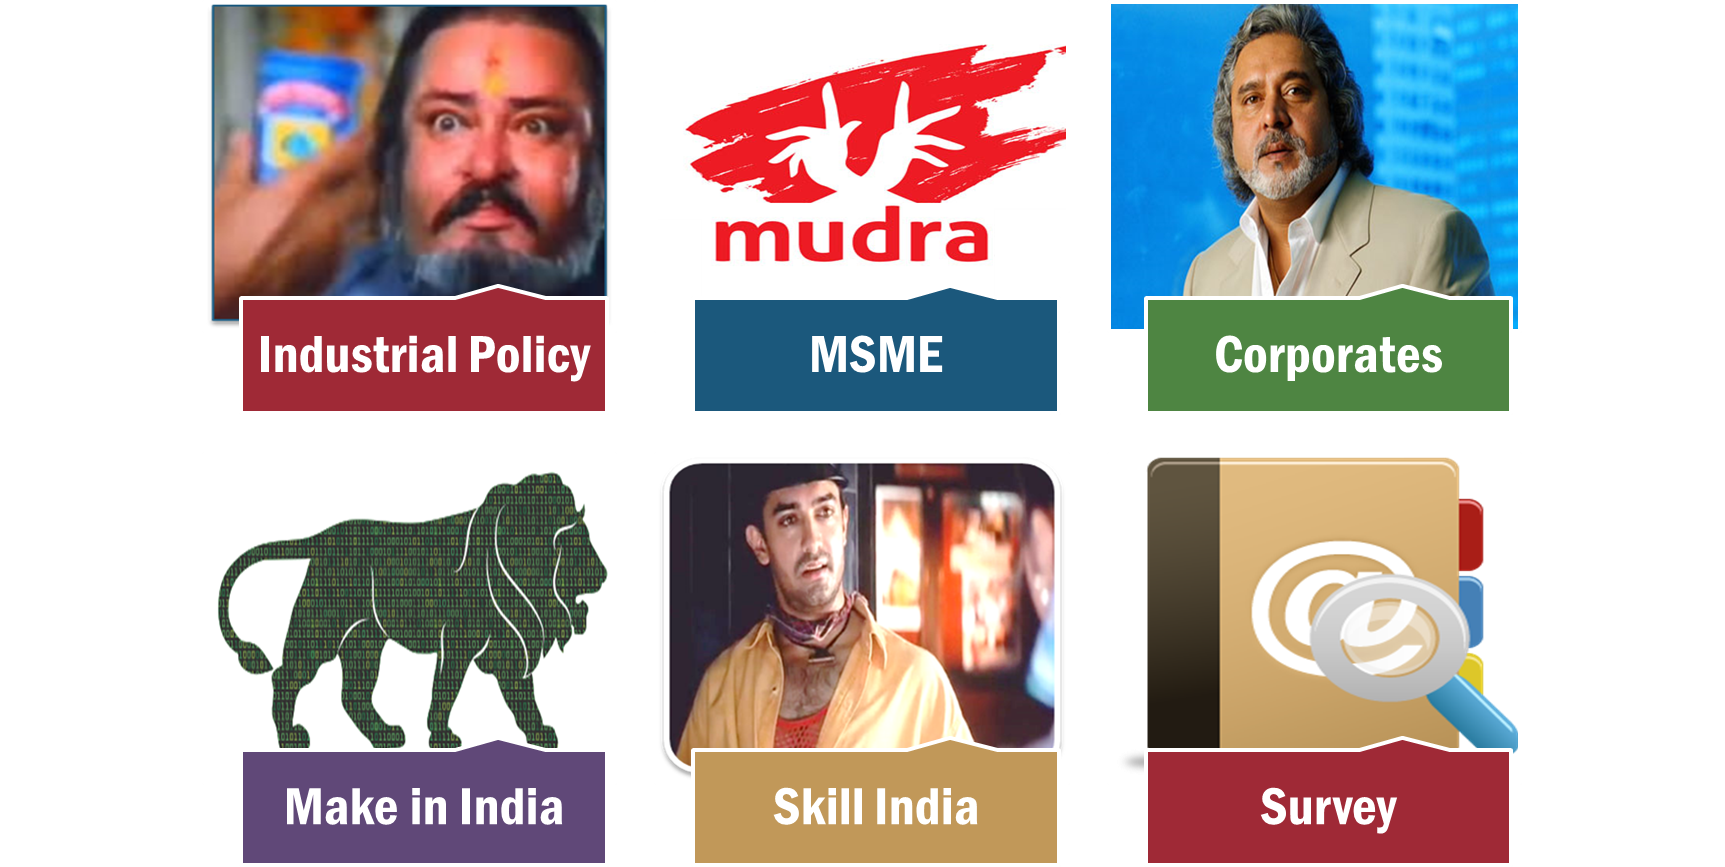 mudra
Industrial Policy
MSME
Corporates
@
Make in India
Skill India
Survey